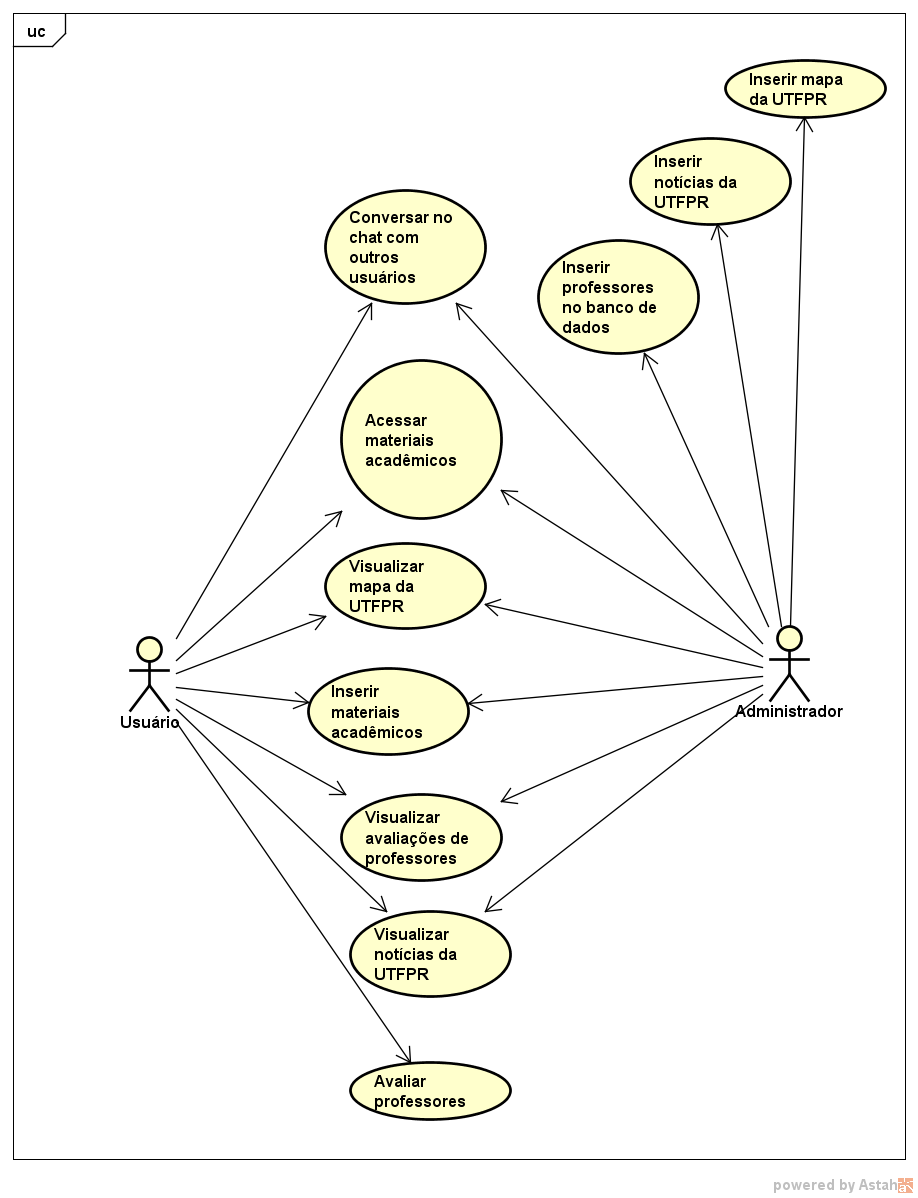 uc
Inserir mapa
da UTFPR
Inserir
notícias da
UTFPR
Conversar no
chat com
outros
usuários
Inserir
professores
no banco de
dados
Acessar
materiais
acadêmicos
Visualizar
mapa da
UTFPR
Usuário
Administrador
Inserir
materiais
acadêmicos
Visualizar
avaliações de
professores
Visualizar
notícias da
UTFPR
Avaliar
professores
powered by Astah